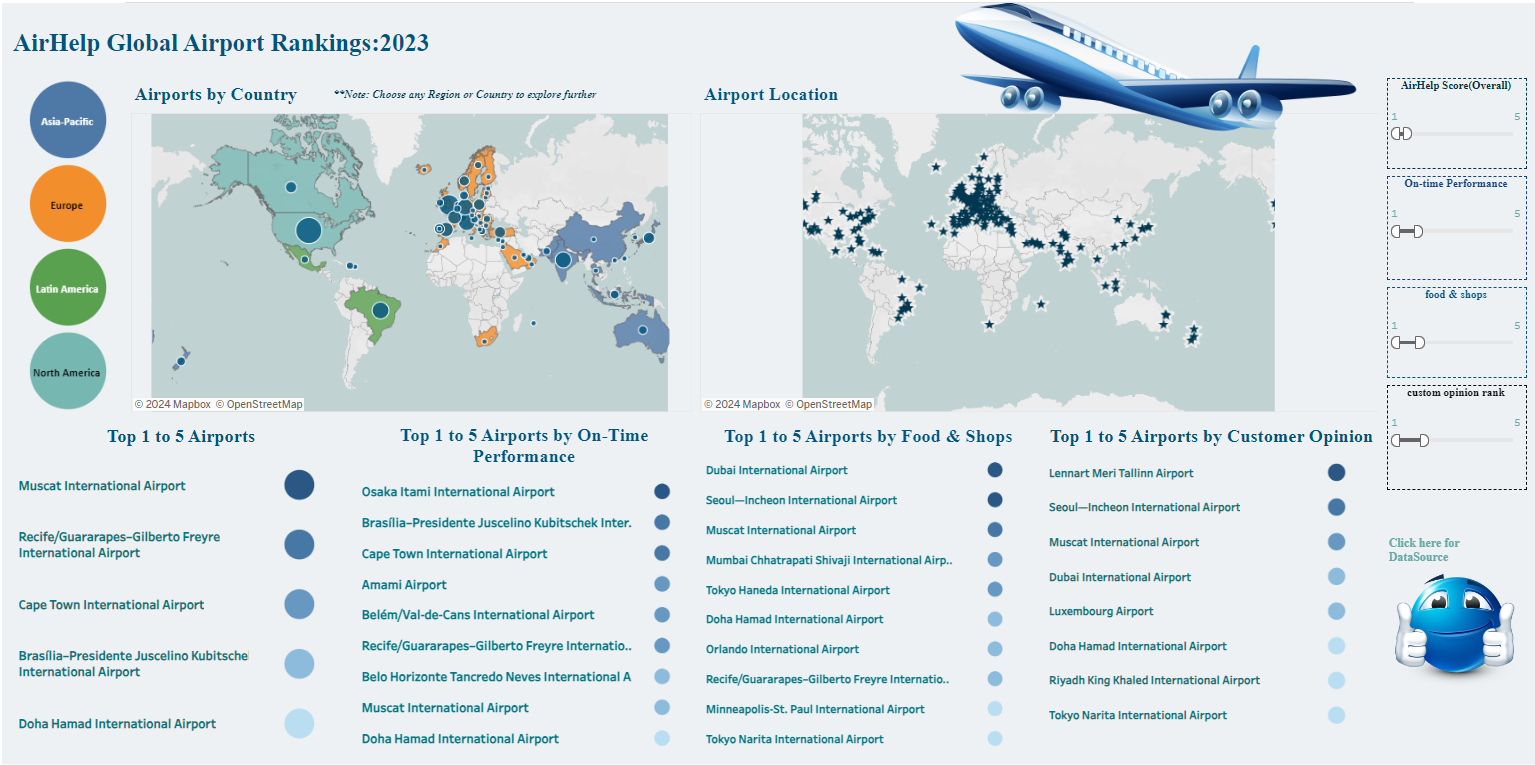 AirHelp Global Airport Rankings:2023
Airports by Country
**Note: Choose any Region or Country to explore further
Airport Location
Asia-Pacific
Europe
Latin America
North America
© 2024 Mapbox © OpenStreetMap
© 2024 Mapbox © OpenStreetMap
AirHelp Score(Overall)
1 5
On-time Performance
1 5
food & shops
1 5
custom opinion rank
1 5
Top 1 to 5 Airports
Muscat International Airport
Recife/Guararapes–Gilberto Freyre
International Airport
Cape Town International Airport
Brasília–Presidente Juscelino Kubitschel
International Airport
Doha Hamad International Airport
Top 1 to 5 Airports by On-Time
Performance
Osaka Itami International Airport
Brasília–Presidente Juscelino Kubitschek Inter.
Cape Town International Airport
Amami Airport
Belém/Val-de-Cans International Airport
Recife/Guararapes–Gilberto Freyre Internatio..
Belo Horizonte Tancredo Neves International A
Muscat International Airport
Doha Hamad International Airport
Top 1 to 5 Airports by Food & Shops
Dubai International Airport
Seoul—Incheon International Airport
Muscat International Airport
Mumbai Chhatrapati Shivaji International Airp..
Tokyo Haneda International Airport
Doha Hamad International Airport
Orlando International Airport
Recife/Guararapes–Gilberto Freyre Internatio..
Minneapolis-St. Paul International Airport
Tokyo Narita International Airport
Top 1 to 5 Airports by Customer Opinion
Lennart Meri Tallinn Airport
Seoul—Incheon International Airport
Muscat International Airport
Dubai International Airport
Luxembourg Airport
Doha Hamad International Airport
Riyadh King Khaled International Airport
Tokyo Narita International Airport
Click here for
DataSource